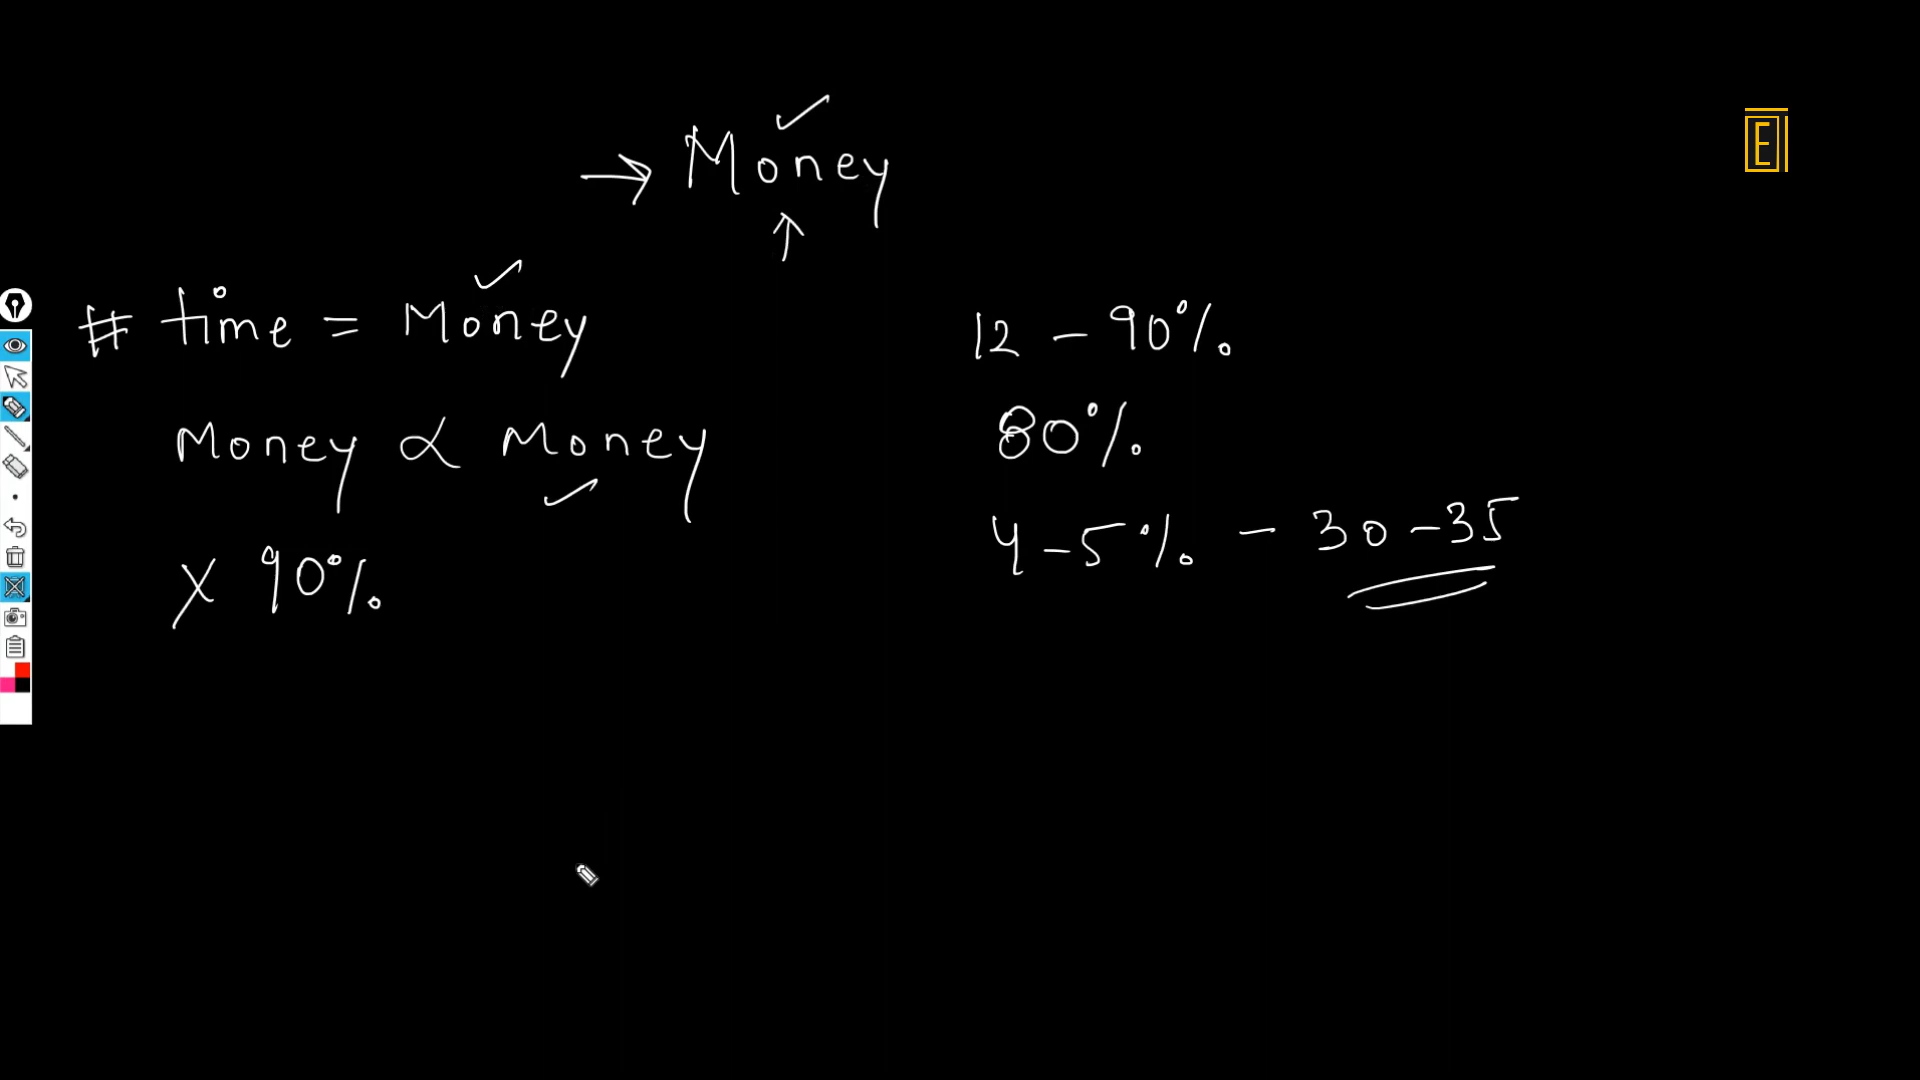 → Money
# time = Money
Money ∝ Money
X 90%
12 - 90%
80%
4-5% - 30-35
E